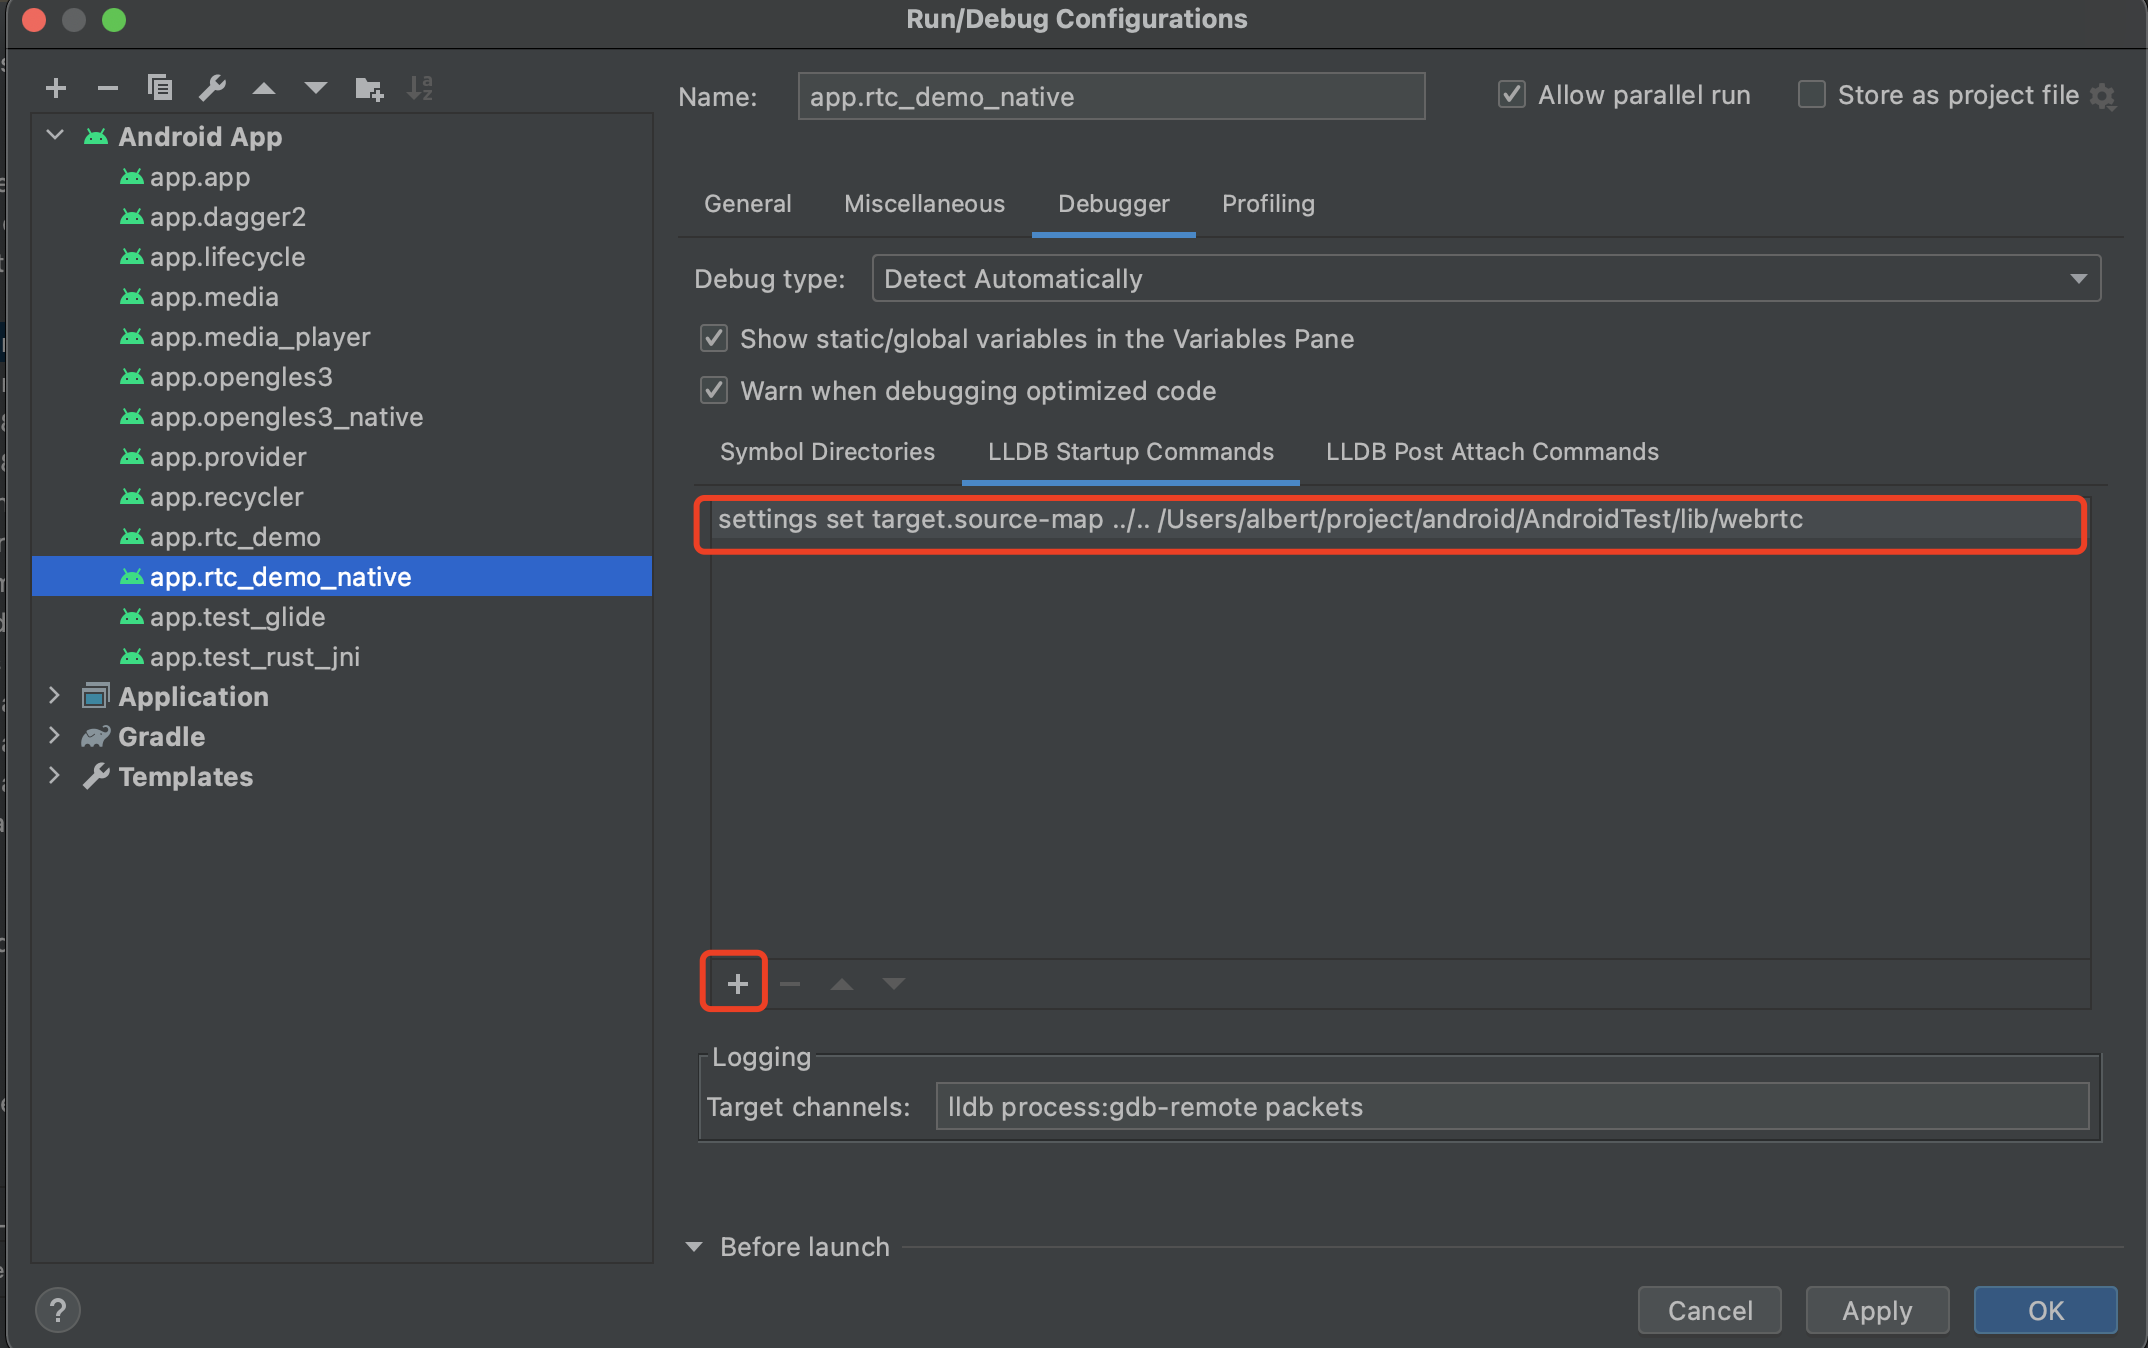 Run/Debug Configurations
Name: app.rtc_demo_native Allow parallel run Store as project file
Android App
app.app
app.dagger2
app.lifecycle
app.media
app.media_player
app.opengles3
app.opengles3_native
app.provider
app.recycler
app.rtc_demo
app.rtc_demo_native
app.test_glide
app.test_rust_jni
Application
Gradle
Templates
General Miscellaneous Debugger Profiling
Debug type: Detect Automatically
Show static/global variables in the Variables Pane
Warn when debugging optimized code
Symbol Directories LLDB Startup Commands LLDB Post Attach Commands
settings set target.source-map ../.. /Users/albert/project/android/AndroidTest/lib/webrtc
Logging
Target channels: lldb process:gdb-remote packets
Before launch
?
Cancel Apply OK